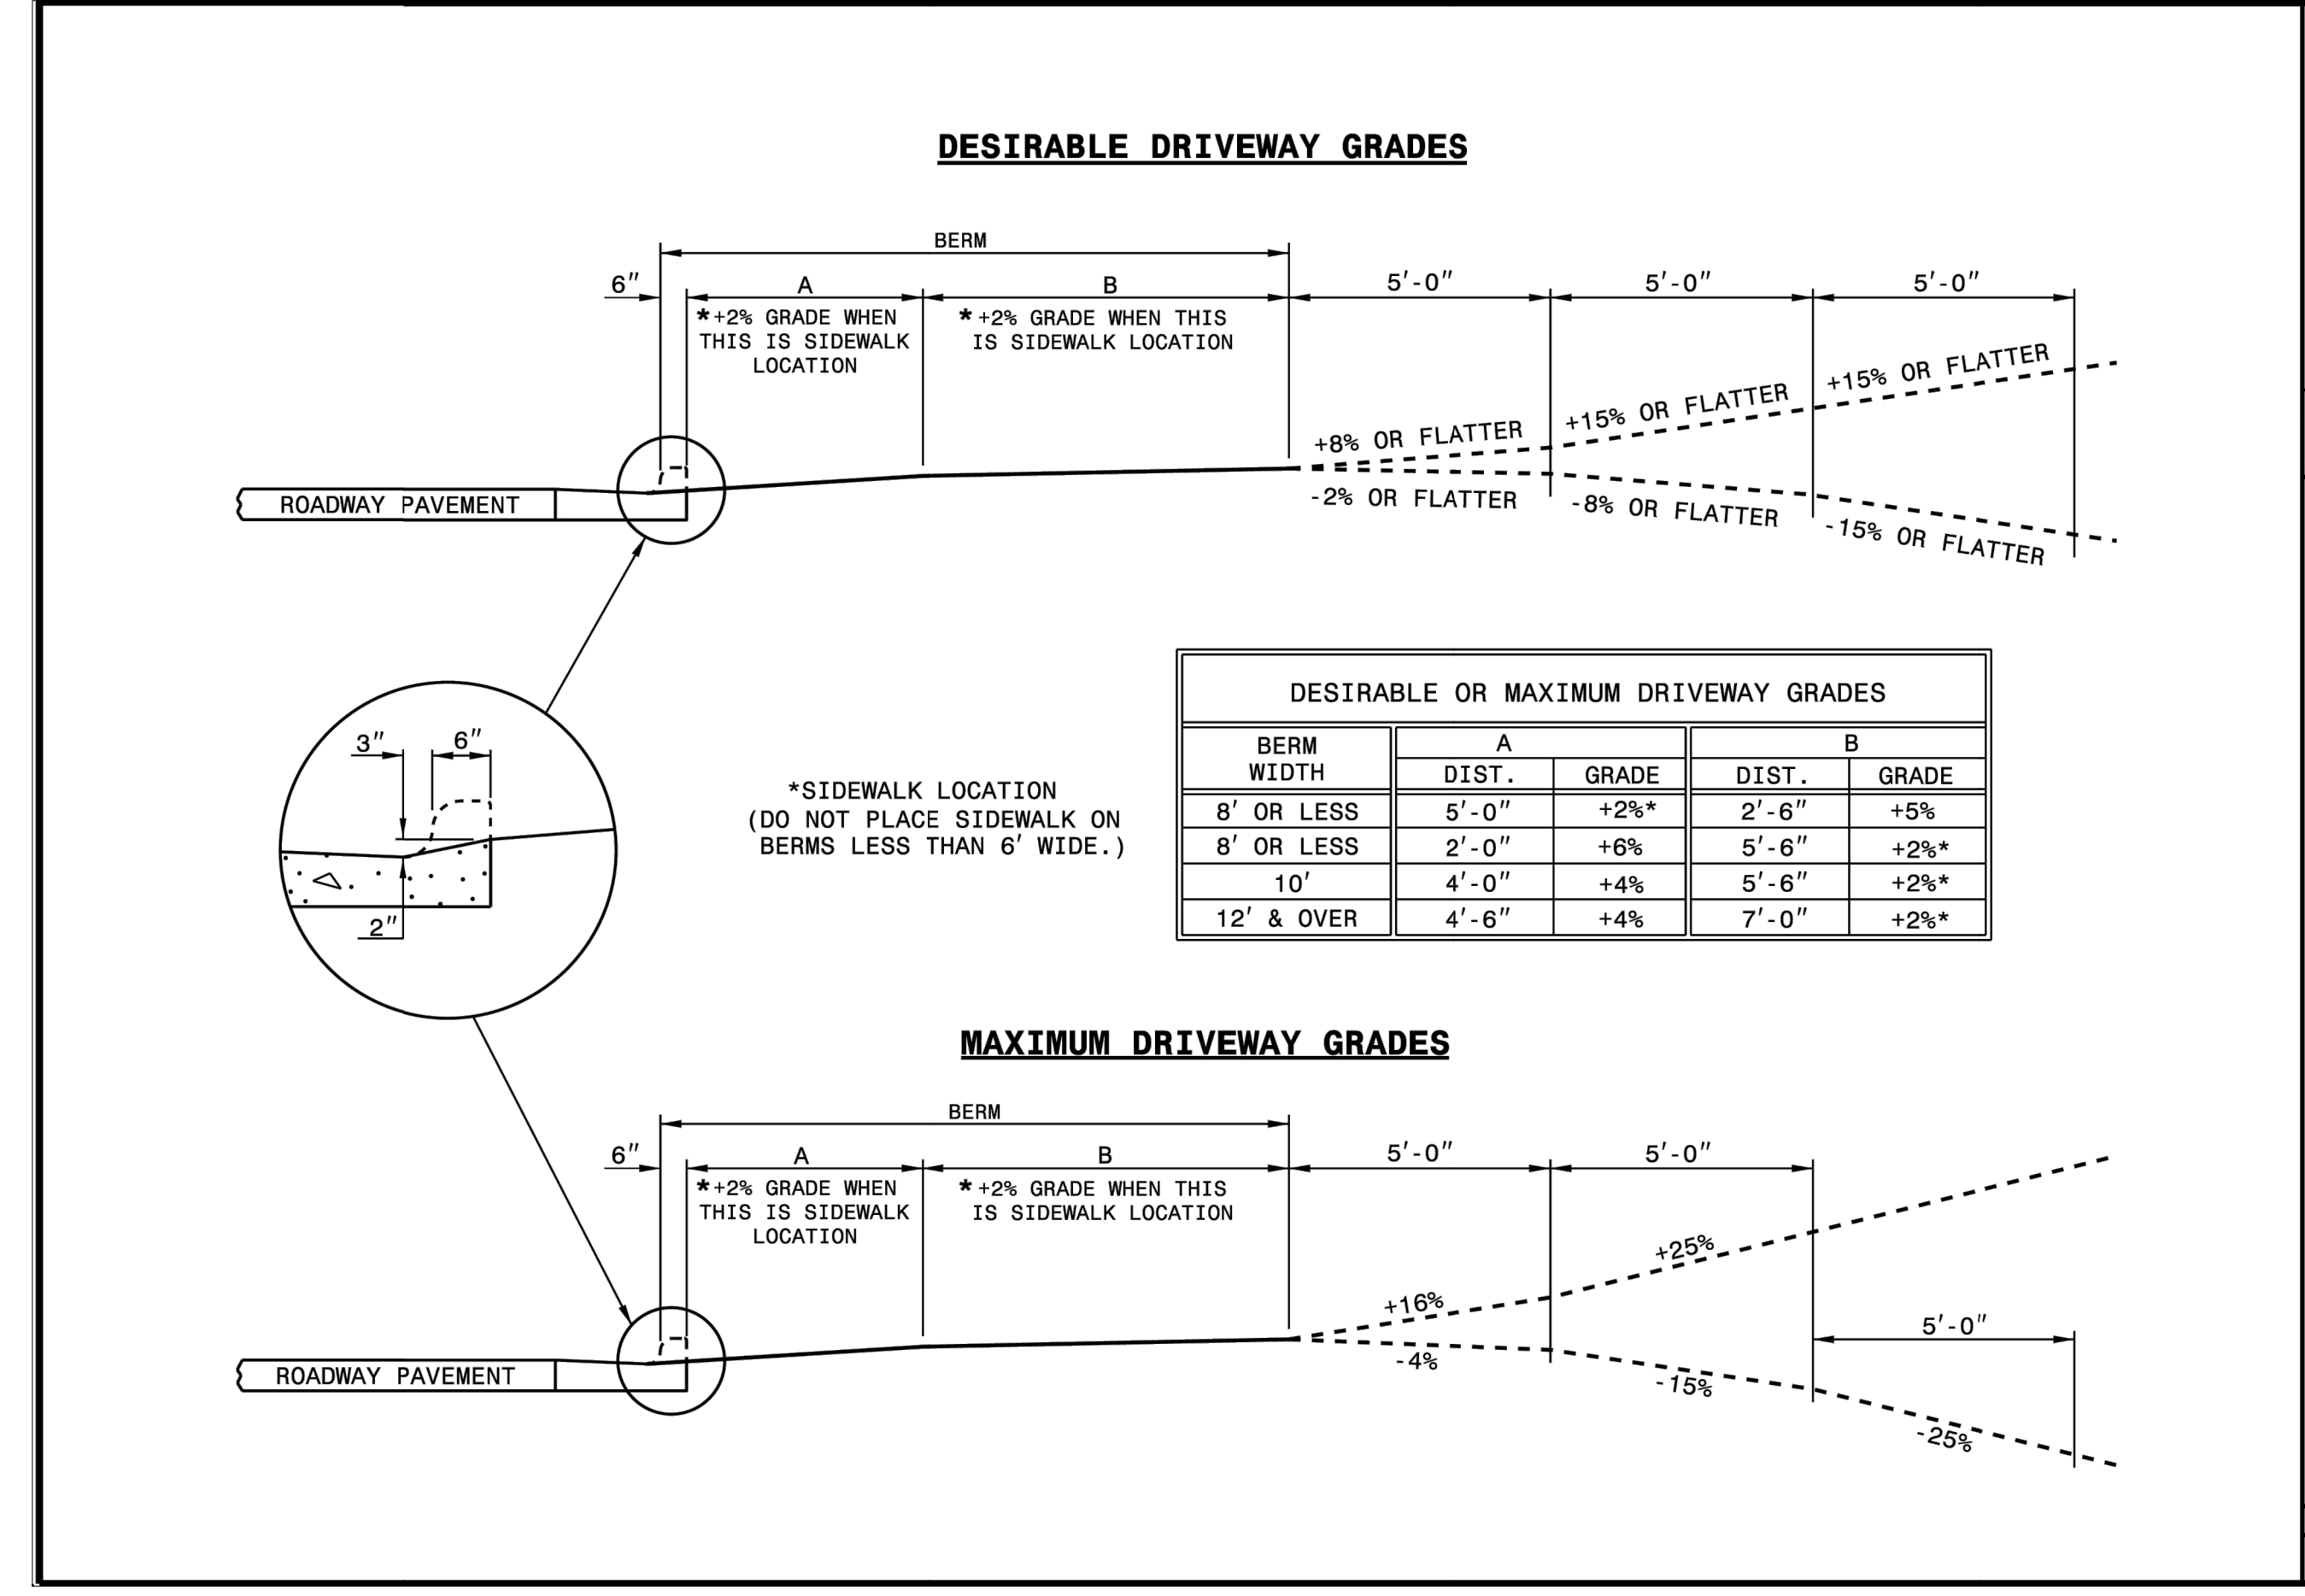 DESIRABLE DRIVEWAY GRADES
BERM
6" A B 5'-0" 5'-0" 5'-0"
*+2% GRADE WHEN
THIS IS SIDEWALK
LOCATION
*+2% GRADE WHEN THIS
IS SIDEWALK LOCATION
+8% OR FLATTER
+15% OR FLATTER
+15% OR FLATTER
-2% OR FLATTER
-8% OR FLATTER
-15% OR FLATTER
ROADWAY PAVEMENT
3" 6"
2"
*SIDEWALK LOCATION
(DO NOT PLACE SIDEWALK ON
BERMS LESS THAN 6' WIDE.)
DESIRABLE OR MAXIMUM DRIVEWAY GRADES
BERM WIDTH A B
DIST. GRADE DIST. GRADE
8' OR LESS 5'-0" +2%* 2'-6" +5%
8' OR LESS 2'-0" +6% 5'-6" +2%*
10' 4'-0" +4% 5'-6" +2%*
12' & OVER 4'-6" +4% 7'-0" +2%*
MAXIMUM DRIVEWAY GRADES
BERM
6" A B 5'-0" 5'-0"
*+2% GRADE WHEN
THIS IS SIDEWALK
LOCATION
*+2% GRADE WHEN THIS
IS SIDEWALK LOCATION
+16%
+25%
5'-0"
-4%
-15%
-25%
ROADWAY PAVEMENT